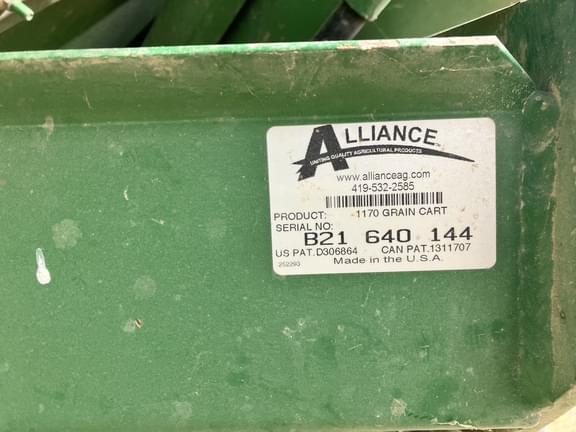 ALLIANCE
UNITING QUALITY AGRICULTURAL PRODUCTS
www.allianceag.com
419-532-2585
PRODUCT: 1170 GRAIN CART
SERIAL NO:
B21 640 144
US PAT.D306864 CAN PAT.1311707
252293 Made in the U.S.A.